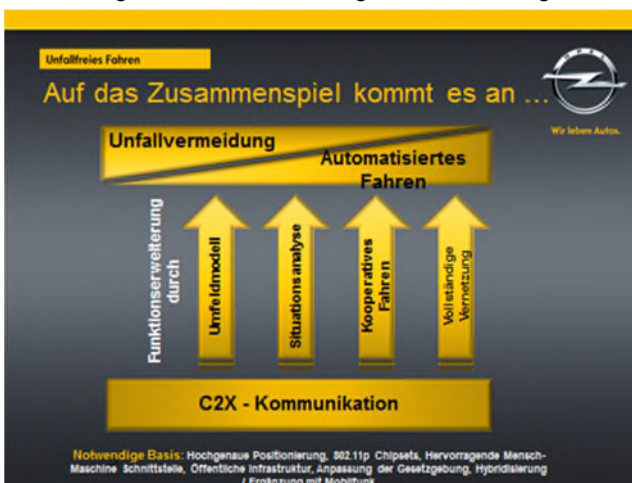 Unfallfreies Fahren
OPEL
Auf das Zusammenspiel kommt es an ...
Wir leben Autos.
Unfallvermeidung
Automatisiertes
Fahren
Funktionserweiterung
durch
Umfeldmodell
Situationsanalyse
Kooperatives
Fahren
Vollständige
Vernetzung
C2X - Kommunikation
Notwendige Basis: Hochgenaue Positionierung, 802.11p Chipsets, Hervorragende Mensch-
Maschine Schnittstelle, Öffentliche Infrastruktur, Anpassung der Gesetzgebung, Hybridisierung
/ Ergänzung mit Mobilfunk